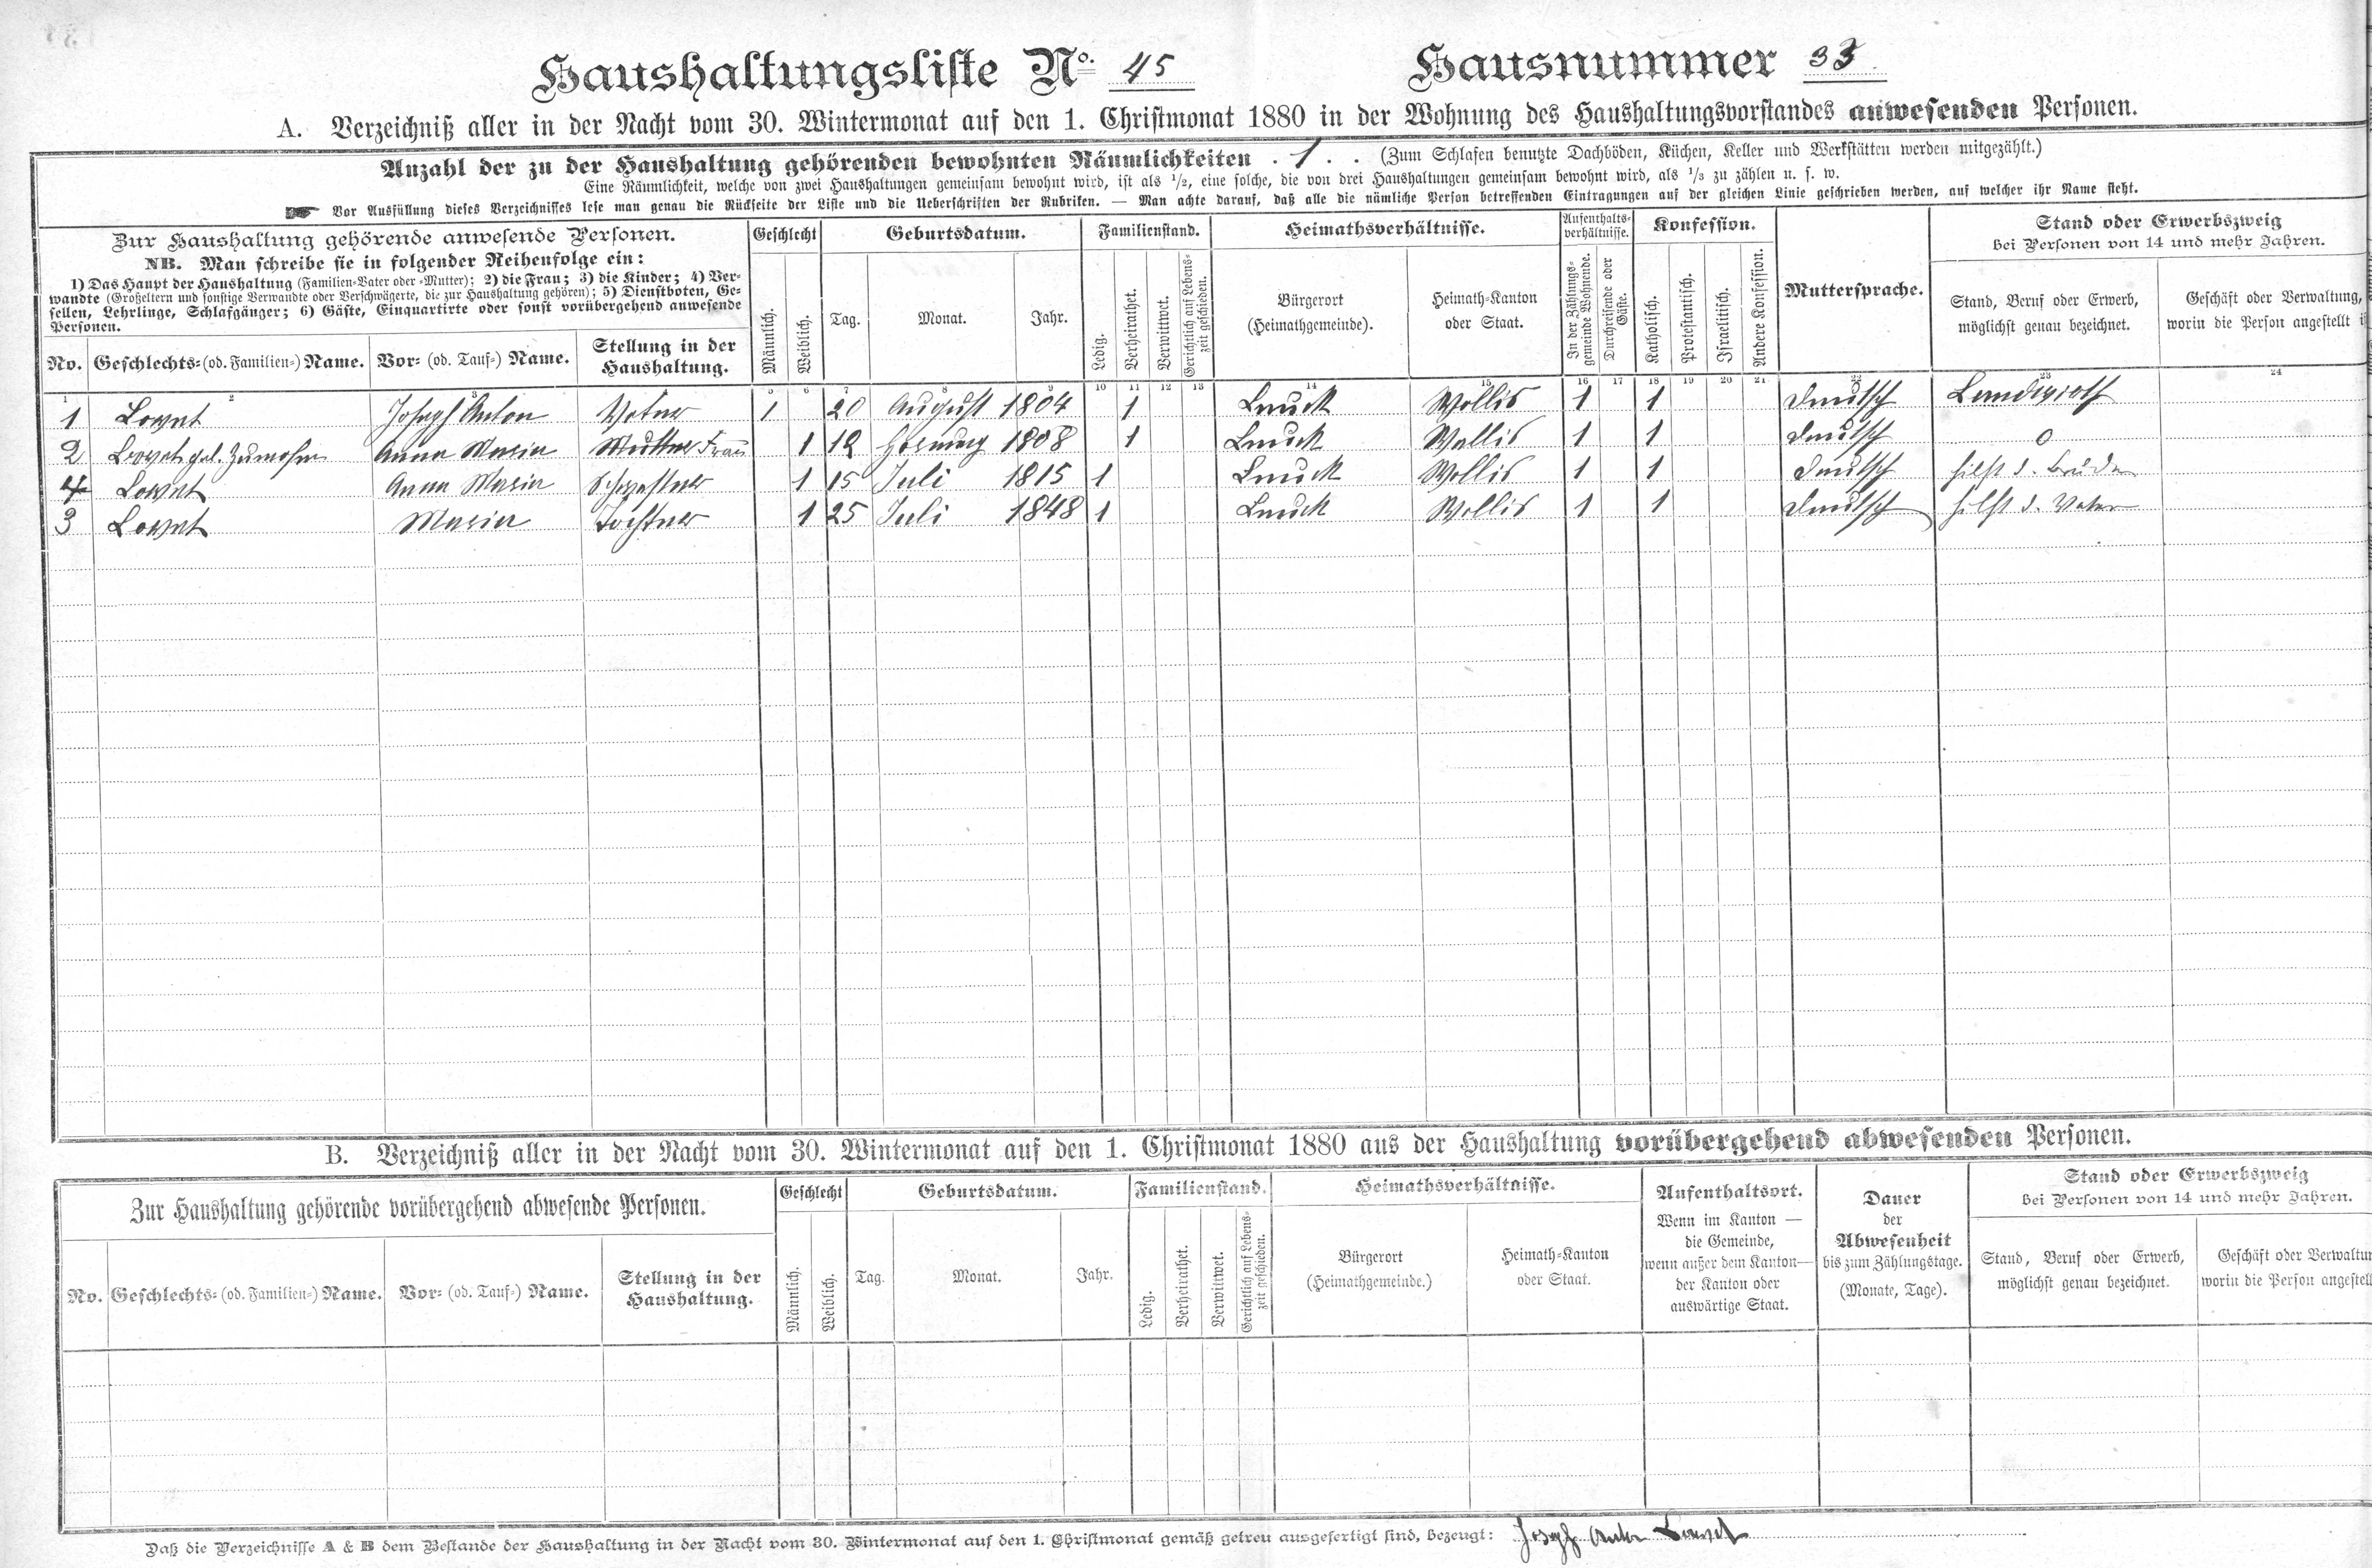 Haushaltungsliste No. 45 Hausnummer 33
A. Verzeichniß aller in der Nacht vom 30. Wintermonat auf den 1. Christmonat 1880 in der Wohnung des Haushaltungsvorstandes anwesenden Personen.
Anzahl der zu der Haushaltung gehörenden bewohnten Räumlichkeiten . 1 . . (Zum Schlafen benutzte Dachböden, Küchen, Keller und Werkstätten werden mitgezählt.)
Eine Räumlichkeit, welche von zwei Haushaltungen gemeinsam bewohnt wird, ist als 1/2, eine solche, die von drei Haushaltungen gemeinsam bewohnt wird, als 1/3 zu zählen u. s. w.
Vor Ausfüllung dieses Verzeichnisses lese man genau die Rückseite der Liste und die Ueberschriften der Rubriken. — Man achte darauf, daß alle die nämliche Person betreffenden Eintragungen auf der gleichen Linie geschrieben werden, auf welcher ihr Name steht.
Zur Haushaltung gehörende anwesende Personen.
NB. Man schreibe sie in folgender Reihenfolge ein:
1) Das Haupt der Haushaltung (Familien-Vater oder -Mutter); 2) die Frau; 3) die Kinder; 4) Ver-
wandte (Großeltern und sonstige Verwandte oder Verschwägerte, die zur Haushaltung gehören); 5) Dienstboten, Ge-
sellen, Lehrlinge, Schlafgänger; 6) Gäste, Einquartirte oder sonst vorübergehend anwesende
Personen.
No. Geschlechts- (od. Familien-) Name. Vor- (od. Tauf-) Name. Stellung in der
Haushaltung.
Geschlecht
Männlich. Weiblich.
Geburtsdatum.
Tag. Monat. Jahr.
Familienstand.
Ledig. Verheirathet. Verwittwet. Gerichtlich auf Lebens-
zeit geschieden.
Heimathsverhältnisse.
Bürgerort
(Heimathgemeinde).
Heimath-Kanton
oder Staat.
Aufenthalts-
verhältnisse.
In der Zählungs-
gemeinde Wohnende.
Durchreisende oder
Gäste.
Konfession.
Katholisch. Protestantisch. Israelitisch. Andere Konfession.
Muttersprache.
Stand oder Erwerbszweig
bei Personen von 14 und mehr Jahren.
Stand, Beruf oder Erwerb,
möglichst genau bezeichnet.
Geschäft oder Verwaltung,
worin die Person angestellt
1 2 3 5 6 7 8 9 10 11 12 13 14 15 16 17 18 19 20 21 22 23 24
1 Joseph Anton Vater 1 20 August 1804 1 Leuck Wallis 1 1 deutsch Landwirth
2 Anna Maria Mutter Frau 1 12 Hornung 1808 1 Leuck Wallis 1 1 deutsch 0
4 Anna Maria Schwester 1 15 Juli 1815 1 Leuck Wallis 1 1 deutsch hilft d. Bruder
3 Maria Tochter 1 25 Juli 1848 1 Leuck Wallis 1 1 deutsch hilft d. Vater
B. Verzeichniß aller in der Nacht vom 30. Wintermonat auf den 1. Christmonat 1880 aus der Haushaltung vorübergehend abwesenden Personen.
Zur Haushaltung gehörende vorübergehend abwesende Personen.
No. Geschlechts- (od. Familien-) Name. Vor- (od. Tauf-) Name. Stellung in der
Haushaltung.
Geschlecht
Männlich. Weiblich.
Geburtsdatum.
Tag. Monat. Jahr.
Familienstand.
Ledig. Verheirathet. Verwittwet. Gerichtlich auf Lebens-
zeit geschieden.
Heimathsverhältnisse.
Bürgerort
(Heimathgemeinde.)
Heimath-Kanton
oder Staat.
Aufenthaltsort.
Wenn im Kanton —
die Gemeinde,
wenn außer dem Kanton—
der Kanton oder
auswärtige Staat.
Dauer
der
Abwesenheit
bis zum Zählungstage.
(Monate, Tage).
Stand oder Erwerbszweig
bei Personen von 14 und mehr Jahren.
Stand, Beruf oder Erwerb,
möglichst genau bezeichnet.
Geschäft oder Verwaltun
worin die Person angestell
Daß die Verzeichnisse A & B dem Bestande der Haushaltung in der Nacht vom 30. Wintermonat auf den 1. Christmonat gemäß getreu ausgefertigt sind, bezeugt: Joseph Anton